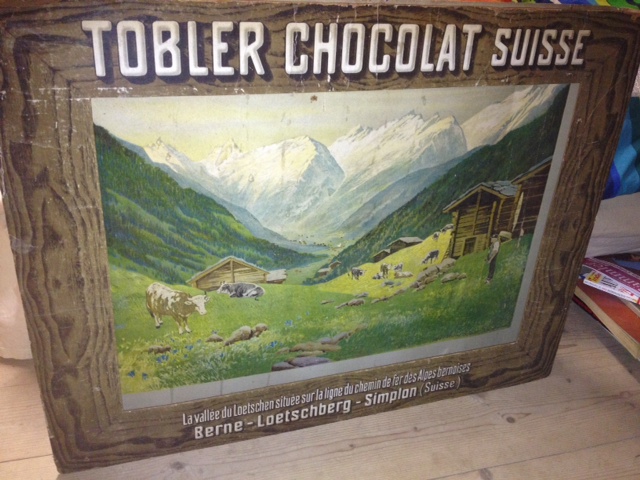 TOBLER CHOCOLAT SUISSE
La vallée du Loetschen située sur la ligne du chemin de fer des Alpes bernoises
Berne - Loetschberg - Simplon (Suisse)